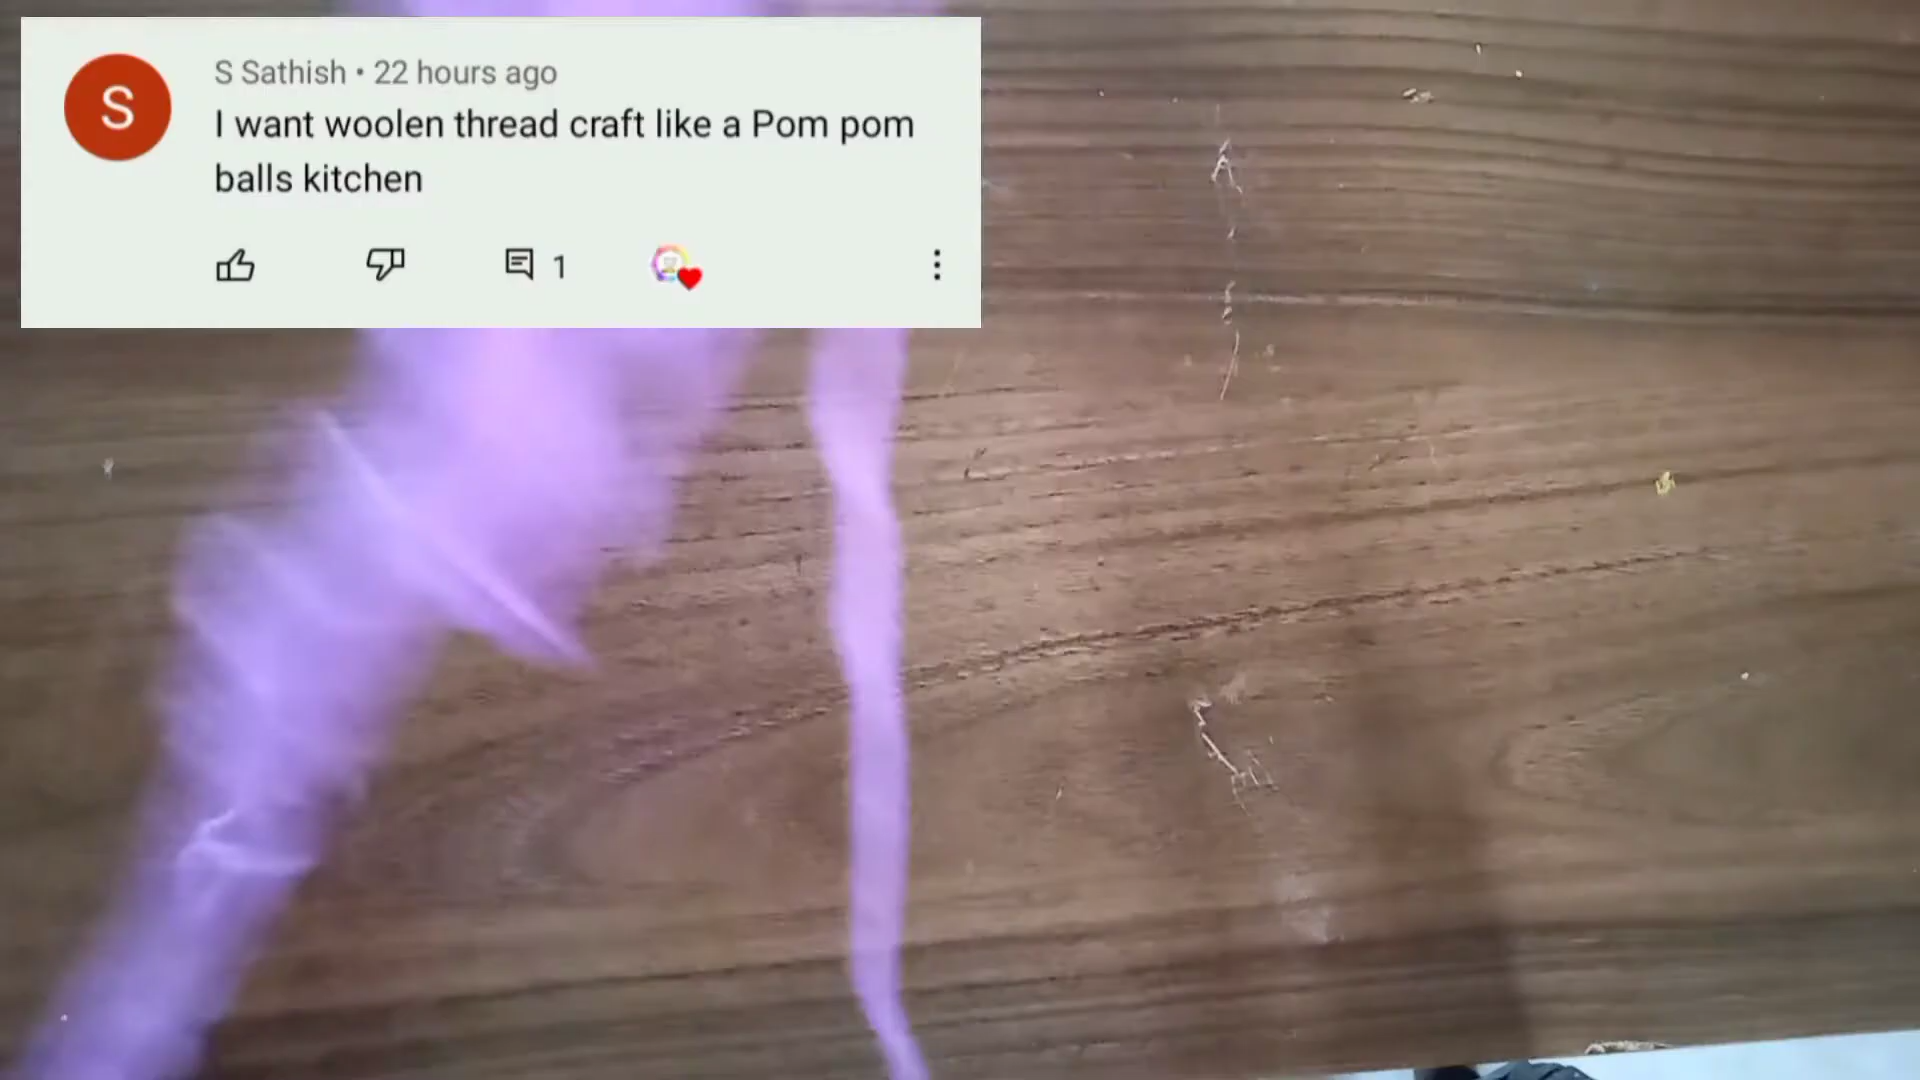 S
S Sathish • 22 hours ago
I want woolen thread craft like a Pom pom
balls kitchen
1